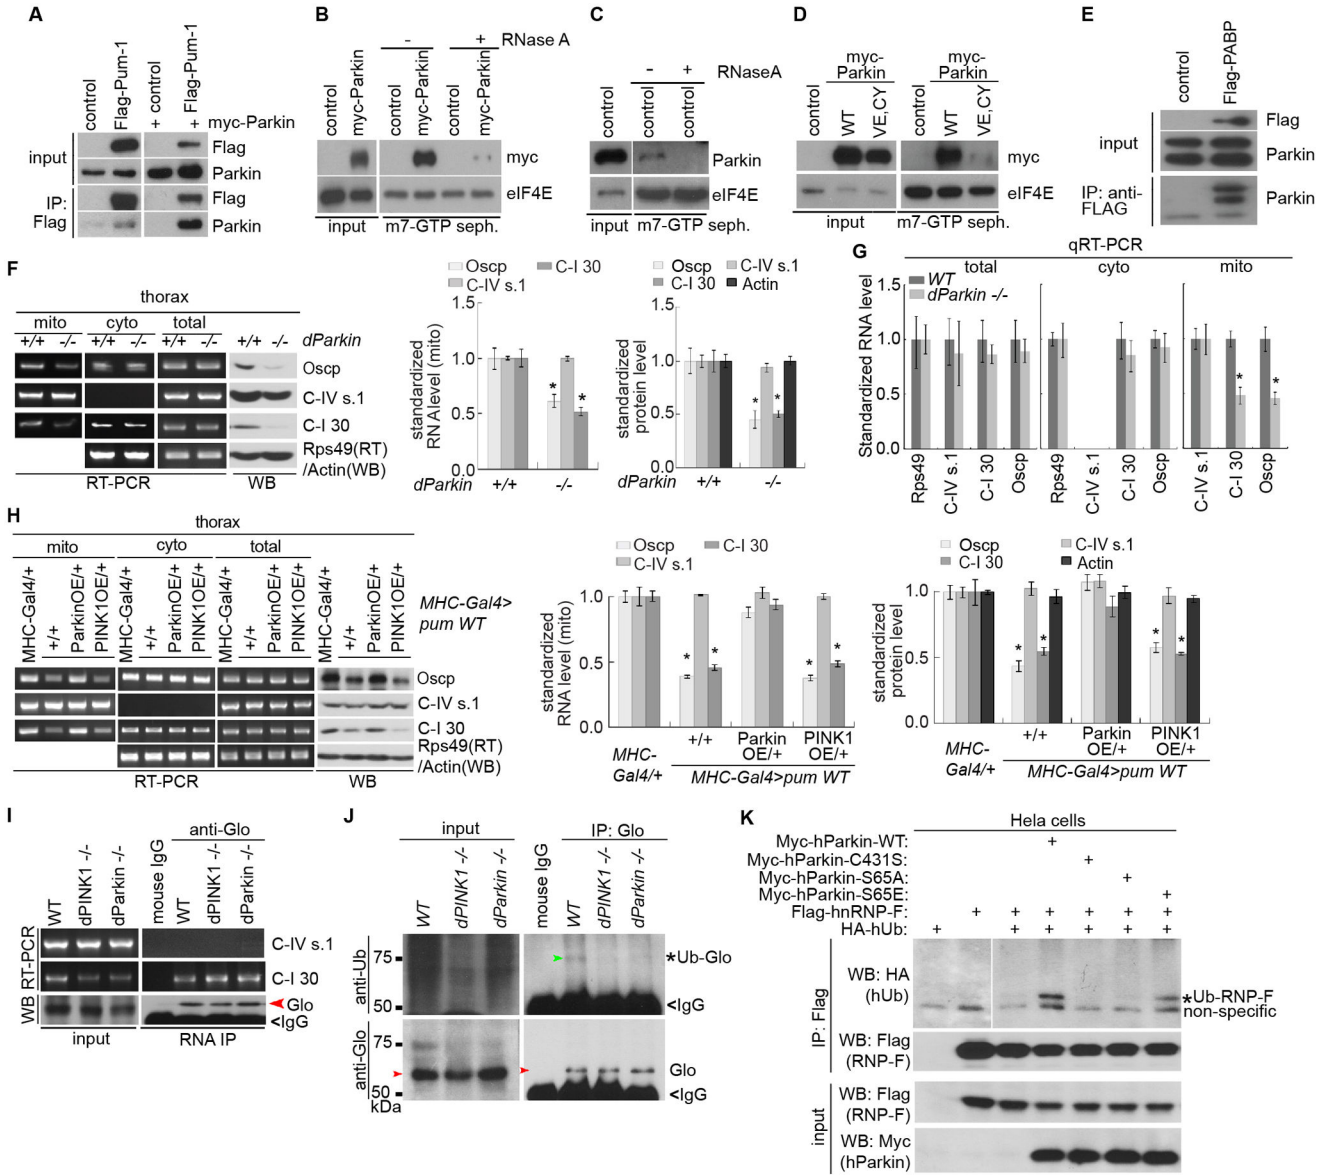 A
control
Flag-Pum-1
+ control
+ Flag-Pum-1
myc-Parkin
input
Flag
Parkin
IP:
Flag
Flag
Parkin
B
- + RNase A
control
myc-Parkin
control
myc-Parkin
control
myc-Parkin
myc
eIF4E
input m7-GTP seph.
C
- + RNaseA
control
control
control
Parkin
eIF4E
input m7-GTP seph.
D
myc-
Parkin
myc-
Parkin
control
WT
VE,CY
control
WT
VE,CY
myc
eIF4E
input m7-GTP seph.
E
control
Flag-PABP
input
Flag
Parkin
IP: anti-
FLAG
Parkin
F
thorax
mito cyto total
+/+ -/- +/+ -/- +/+ -/- +/+ -/- dParkin
Oscp
C-IV s.1
C-I 30
Rps49(RT)
/Actin(WB)
RT-PCR WB
Oscp C-I 30
C-IV s.1
standardized
RNA level (mito)
1.5
1.0
0.5
0.0
* *
dParkin +/+ -/-
Oscp C-IV s.1
C-I 30 Actin
standardized
protein level
1.5
1.0
0.5
0.0
* *
dParkin +/+ -/-
G
qRT-PCR
total cyto mito
WT
dParkin -/-
Standardized RNA level
1.5
1.0
0.5
0
* *
Rps49
C-IV s.1
C-I 30
Oscp
Rps49
C-IV s.1
C-I 30
Oscp
C-IV s.1
C-I 30
Oscp
H
thorax
mito cyto total
MHC-Gal4/+
+/+
ParkinOE/+
PINK1OE/+
MHC-Gal4/+
+/+
ParkinOE/+
PINK1OE/+
MHC-Gal4/+
+/+
ParkinOE/+
PINK1OE/+
MHC-Gal4/+
+/+
ParkinOE/+
PINK1OE/+
MHC-Gal4>
pum WT
Oscp
C-IV s.1
C-I 30
Rps49(RT)
/Actin(WB)
RT-PCR WB
Oscp C-I 30
C-IV s.1
standardized
RNA level (mito)
1.0
0.5
0.0
* * * *
MHC-
Gal4/+
+/+ Parkin
OE/+ PINK1
OE/+
MHC-Gal4>pum WT
Oscp C-IV s.1
C-I 30 Actin
standardized
protein level
1.0
0.5
0.0
* * * *
MHC-
Gal4/+
+/+ Parkin
OE/+ PINK1
OE/+
MHC-Gal4>pum WT
I
anti-Glo
WT
dPINK1 -/-
dParkin -/-
mouse IgG
WT
dPINK1 -/-
dParkin -/-
RT-PCR
C-IV s.1
C-I 30
WB
Glo
<IgG
input RNA IP
J
input IP: Glo
WT
dPINK1 -/-
dParkin -/-
mouse IgG
WT
dPINK1 -/-
dParkin -/-
anti-Ub
75
50
*Ub-Glo
<IgG
anti-Glo
75
50
kDa
Glo
<IgG
K
Hela cells
Myc-hParkin-WT: +
Myc-hParkin-C431S: +
Myc-hParkin-S65A: +
Myc-hParkin-S65E: +
Flag-hnRNP-F: + + + + + +
HA-hUb: + + + + + +
IP: Flag
WB: HA
(hUb)
*Ub-RNP-F
non-specific
WB: Flag
(RNP-F)
input
WB: Flag
(RNP-F)
WB: Myc
(hParkin)